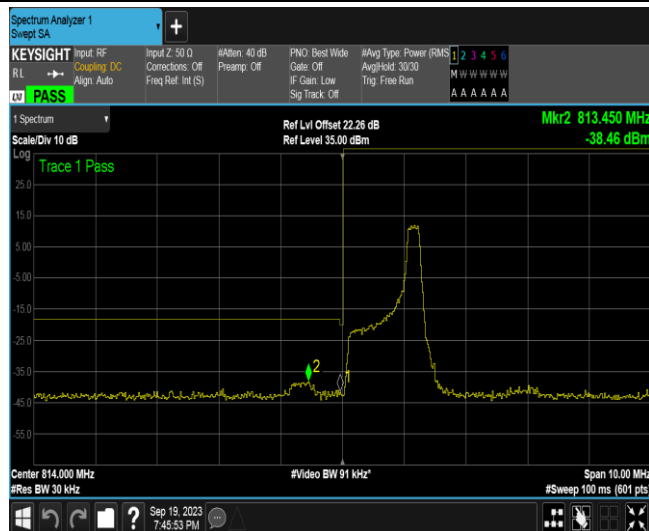 Spectrum Analyzer 1
Swept SA
+
KEYSIGHT
RL
LXI PASS
Input: RF
Coupling: DC
Align: Auto
Input Z: 50 Ω
Corrections: Off
Freq Ref: Int (S)
#Atten: 40 dB
Preamp: Off
PNO: Best Wide
Gate: Off
IF Gain: Low
Sig Track: Off
#Avg Type: Power (RMS
Avg|Hold: 30/30
Trig: Free Run
1 2 3 4 5 6
M W W W W W
A A A A A A
1 Spectrum
Scale/Div 10 dB
Ref Lvl Offset 22.26 dB
Ref Level 35.00 dBm
Mkr2 813.450 MHz
-38.46 dBm
Log
Trace 1 Pass
25.0
15.0
5.00
-5.00
-15.0
-25.0
-35.0
-45.0
-55.0
2
Center 814.000 MHz
#Res BW 30 kHz
#Video BW 91 kHz*
Span 10.00 MHz
#Sweep 100 ms (601 pts)
?
Sep 19, 2023
7:45:53 PM